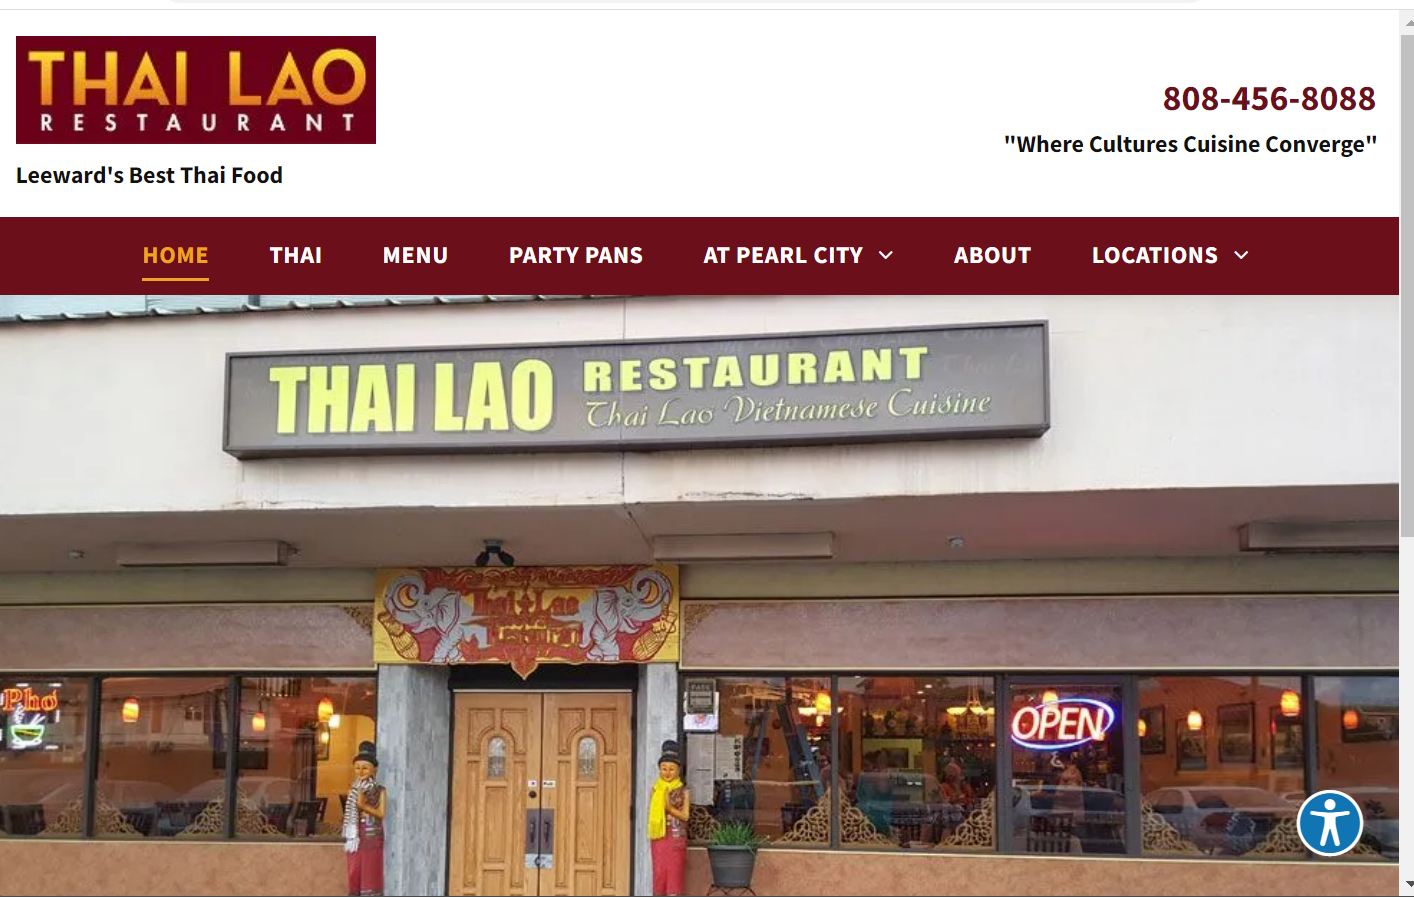 THAI LAO
RESTAURANT
Leeward's Best Thai Food
808-456-8088
"Where Cultures Cuisine Converge"
HOME THAI MENU PARTY PANS AT PEARL CITY ABOUT LOCATIONS
THAI LAO RESTAURANT
Thai Lao Vietnamese Cuisine
Thai Lao
Restaurant
Pho
OPEN